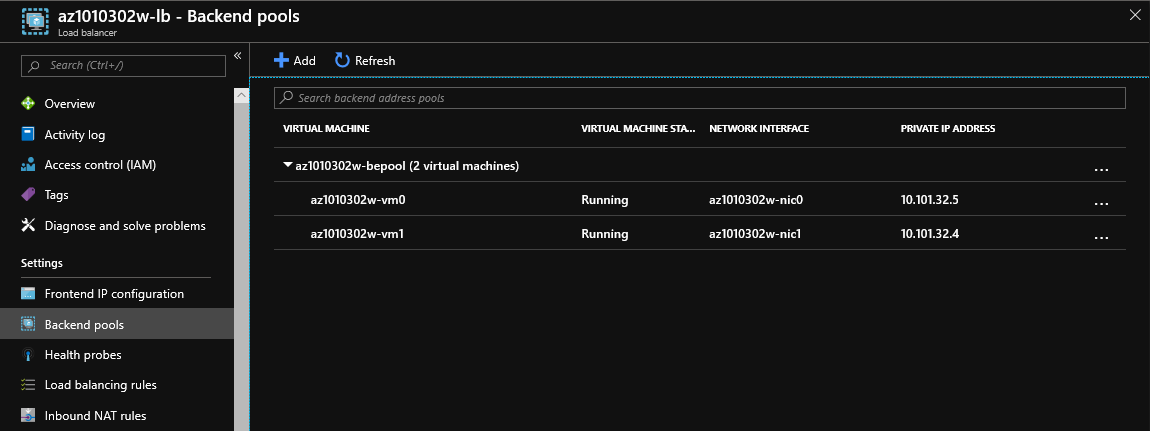 az1010302w-lb - Backend pools
Load balancer
Search (Ctrl+/)
Overview
Activity log
Access control (IAM)
Tags
Diagnose and solve problems
Settings
Frontend IP configuration
Backend pools
Health probes
Load balancing rules
Inbound NAT rules
Add Refresh
Search backend address pools
VIRTUAL MACHINE VIRTUAL MACHINE STA... NETWORK INTERFACE PRIVATE IP ADDRESS
az1010302w-bepool (2 virtual machines) ...
az1010302w-vm0 Running az1010302w-nic0 10.101.32.5 ...
az1010302w-vm1 Running az1010302w-nic1 10.101.32.4 ...